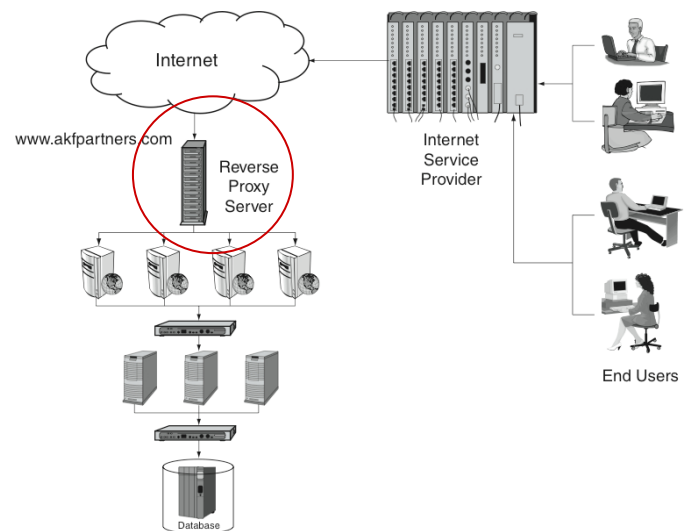 Internet
www.akfpartners.com
Reverse
Proxy
Server
Internet
Service
Provider
End Users
Database